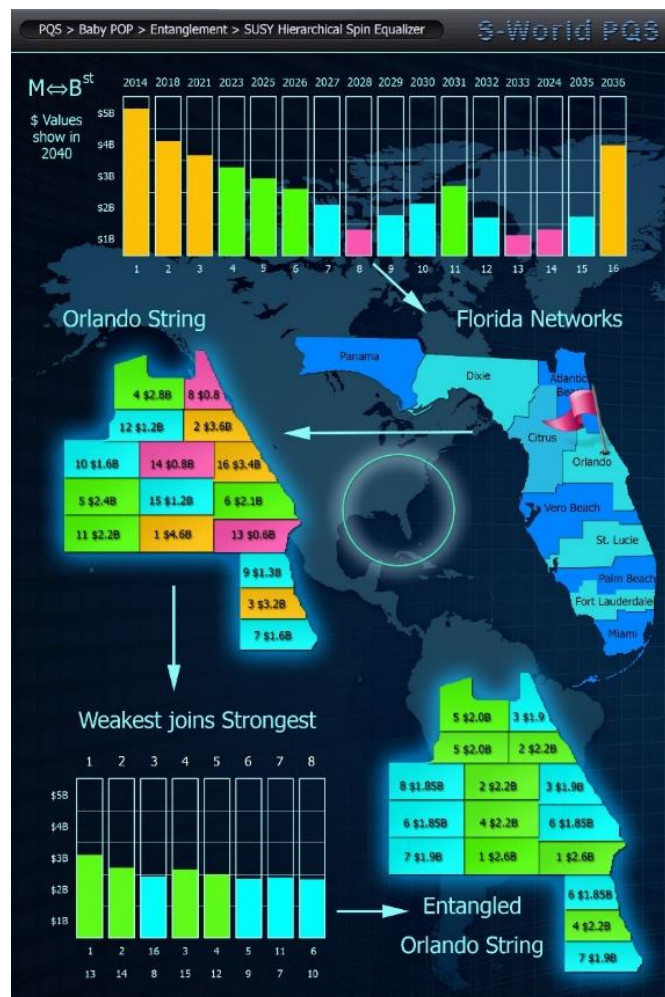 PQS > Baby POP > Entanglement > SUSY Hierarchical Spin Equalizer
S-World PQS
M⇔B st
2014 2018 2021 2023 2025 2026 2027 2028 2029 2030 2031 2032 2033 2024 2035 2036
$ Values
show in
2040
$5B
$4B
$3B
$2B
$1B
1 2 3 4 5 6 7 8 9 10 11 12 13 14 15 16
Orlando String
Florida Networks
Panama
Dixie
Atlantic
Citrus
Orlando
Vero Beach
St. Lucie
Palm Beach
Fort Lauderdale
Miami
4 $2.8B 8 $0.8
12 $1.2B 2 $3.6B
10 $1.6B 14 $0.8B 16 $3.4B
5 $2.4B 15 $1.2B 6 $2.1B
11 $2.2B 1 $4.6B 13 $0.6B
9 $1.3B
3 $3.2B
7 $1.6B
Weakest joins Strongest
1 2 3 4 5 6 7 8
$5B
$4B
$3B
$2B
$1B
1 2 16 3 4 5 11 6
13 14 8 15 12 9 7 10
5 $2.0B 3 $1.9
5 $2.0B 2 $2.2B
8 $1.85B 2 $2.2B 3 $1.9B
6 $1.85B 4 $2.2B 6 $1.85B
7 $1.9B 1 $2.6B 1 $2.6B
6 $1.85B
4 $2.2B
7 $1.9B
Entangled
Orlando String